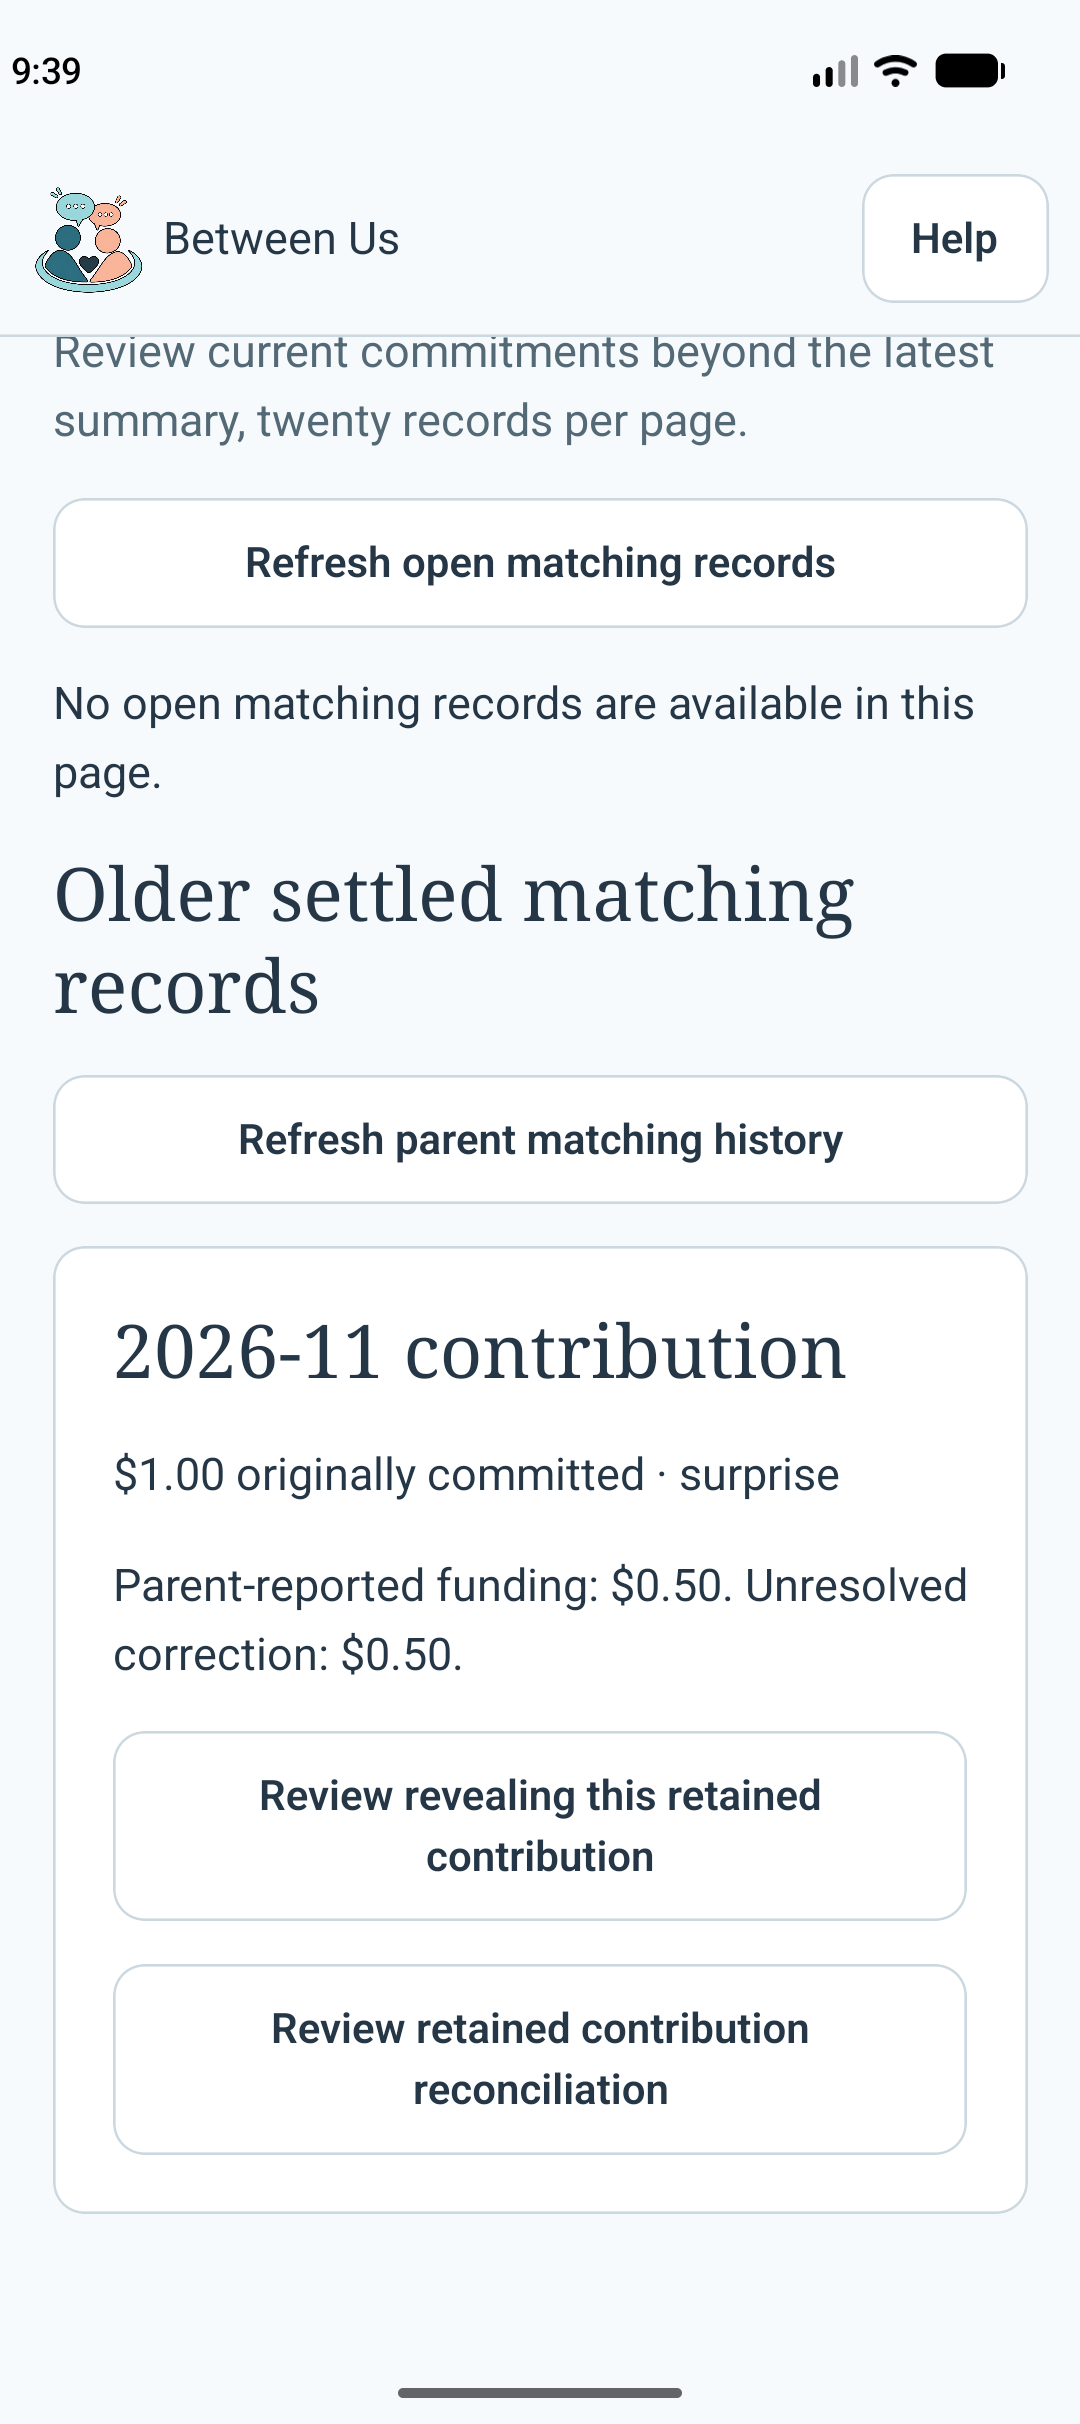 9:39
Between Us
Help
Review current commitments beyond the latest
summary, twenty records per page.
Refresh open matching records
No open matching records are available in this
page.
Older settled matching
records
Refresh parent matching history
2026-11 contribution
$1.00 originally committed · surprise
Parent-reported funding: $0.50. Unresolved
correction: $0.50.
Review revealing this retained
contribution
Review retained contribution
reconciliation